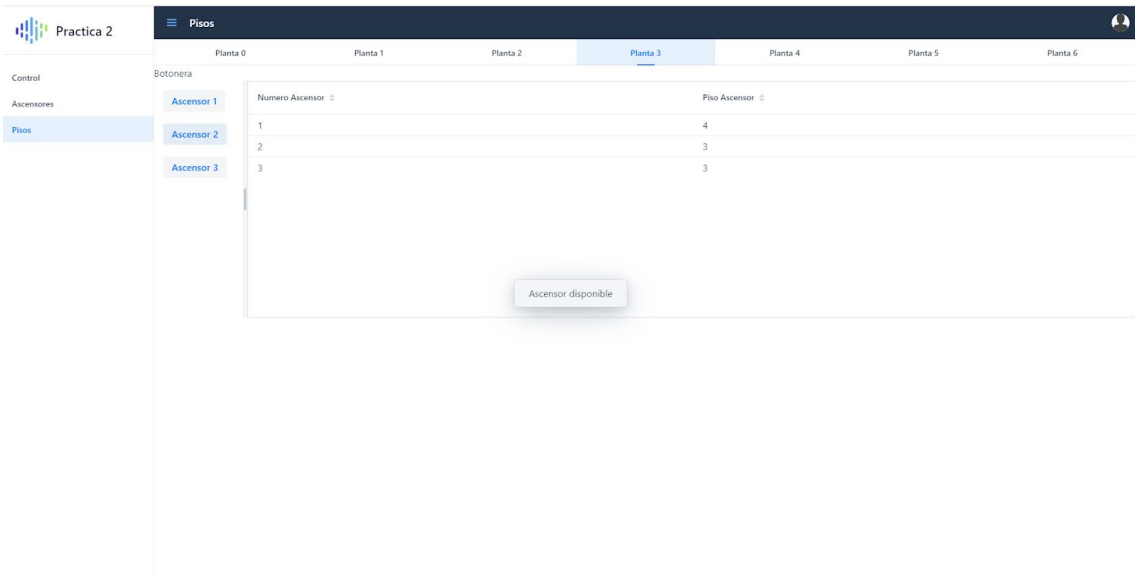 Practica 2
Control
Ascensores
Pisos
Pisos
Planta 0 Planta 1 Planta 2 Planta 3 Planta 4 Planta 5 Planta 6
Botonera
Ascensor 1
Ascensor 2
Ascensor 3
Numero Ascensor Piso Ascensor
1 4
2 3
3 3
Ascensor disponible